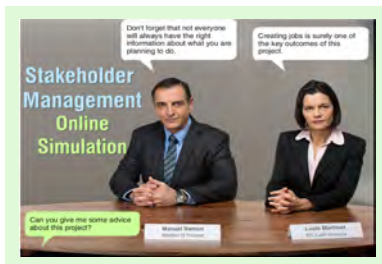 Don't forget that not everyone
will always have the right
information about what you are
planning to do.
Creating jobs is surely one of
the key outcomes of this
project.
Stakeholder
Management
Online
Simulation
Can you give me some advice
about this project?
Manuel
Louis Martinez